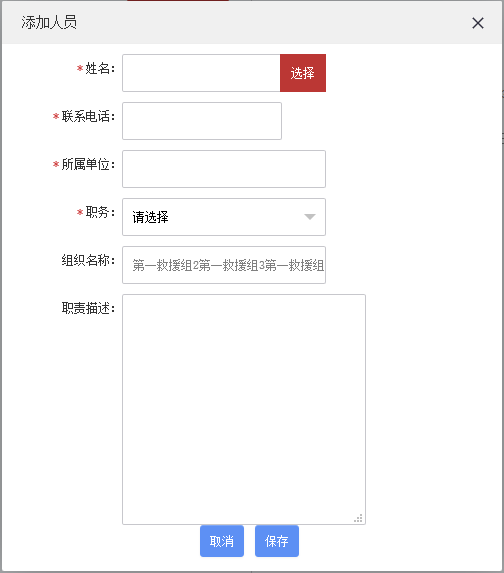 添加人员
*姓名： 选择
*联系电话：
*所属单位：
*职务： 请选择
组织名称： 第一救援组2第一救援组3第一救援组
职责描述：
取消 保存